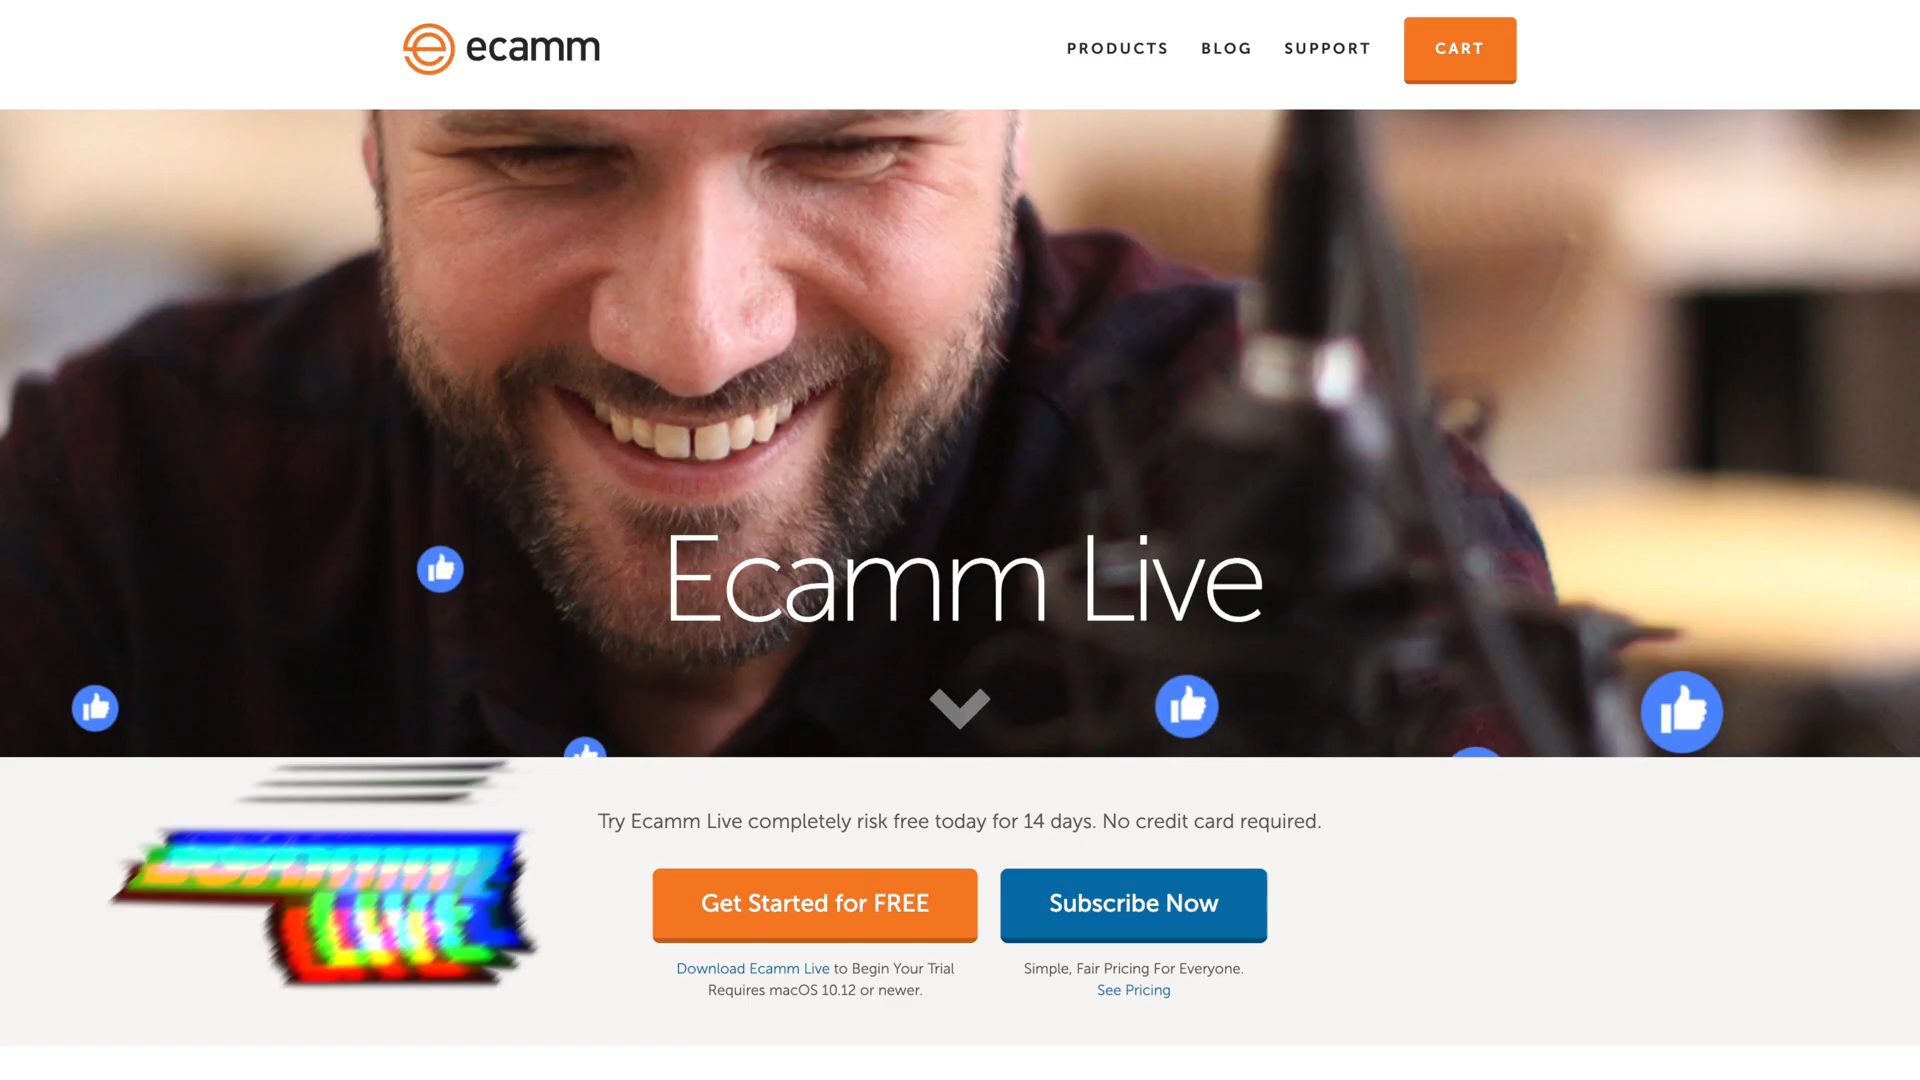 ecamm
PRODUCTS BLOG SUPPORT CART
Ecamm Live
Try Ecamm Live completely risk free today for 14 days. No credit card required.
Get Started for FREE
Subscribe Now
Download Ecamm Live to Begin Your Trial
Requires macOS 10.12 or newer.
Simple, Fair Pricing For Everyone.
See Pricing
LIVE